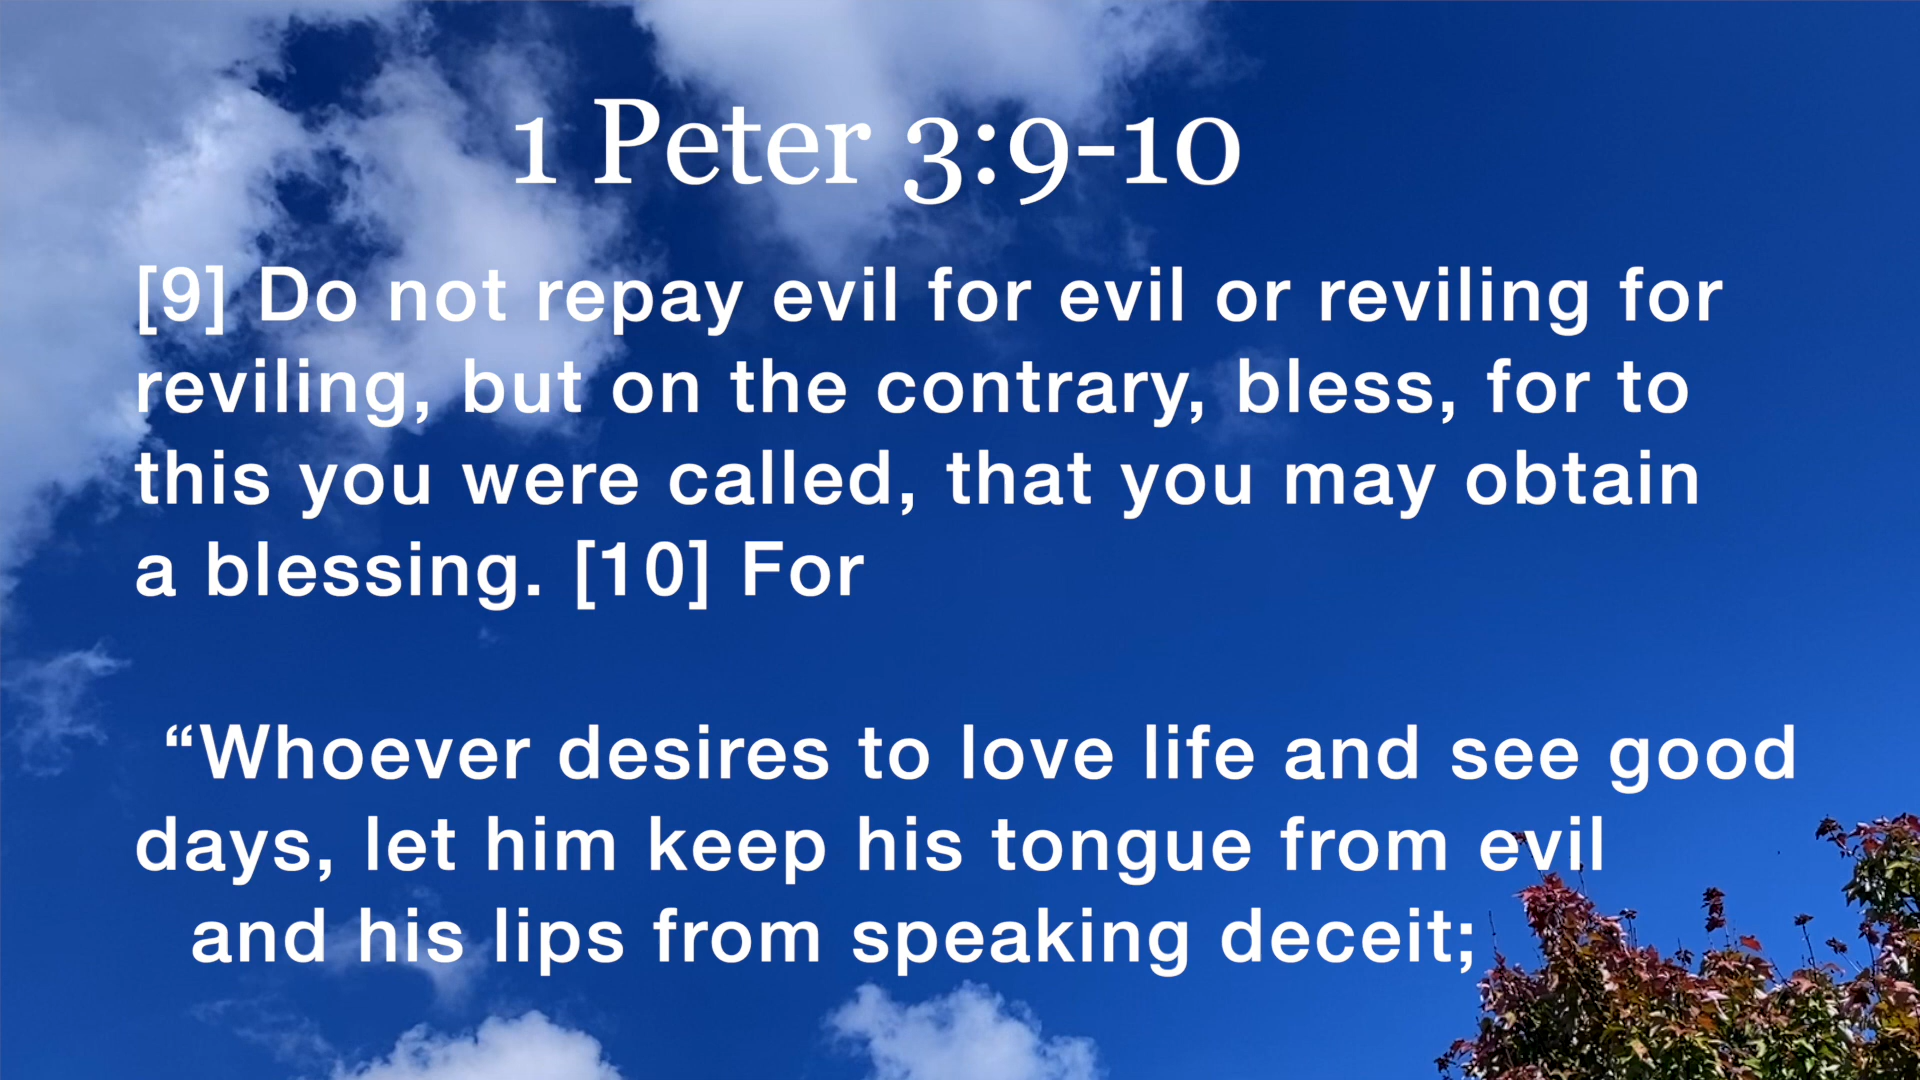 1 Peter 3:9-10
[9] Do not repay evil for evil or reviling for
reviling, but on the contrary, bless, for to
this you were called, that you may obtain
a blessing. [10] For
“Whoever desires to love life and see good
days, let him keep his tongue from evil
and his lips from speaking deceit;